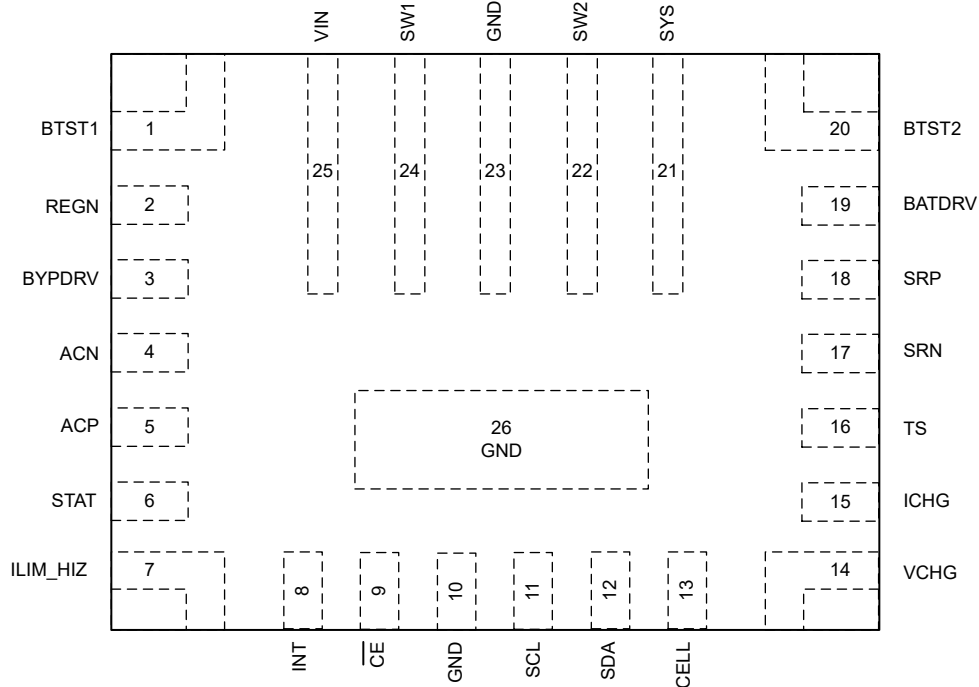 VIN
SW1
GND
SW2
SYS
BTST1 1
20 BTST2
25
24
23
22
21
REGN 2
19 BATDRV
BYPDRV 3
18 SRP
ACN 4
17 SRN
ACP 5
26
GND
16 TS
STAT 6
15 ICHG
ILIM_HIZ 7
14 VCHG
8
9
10
11
12
13
INT
C̅E̅
GND
SCL
SDA
CELL